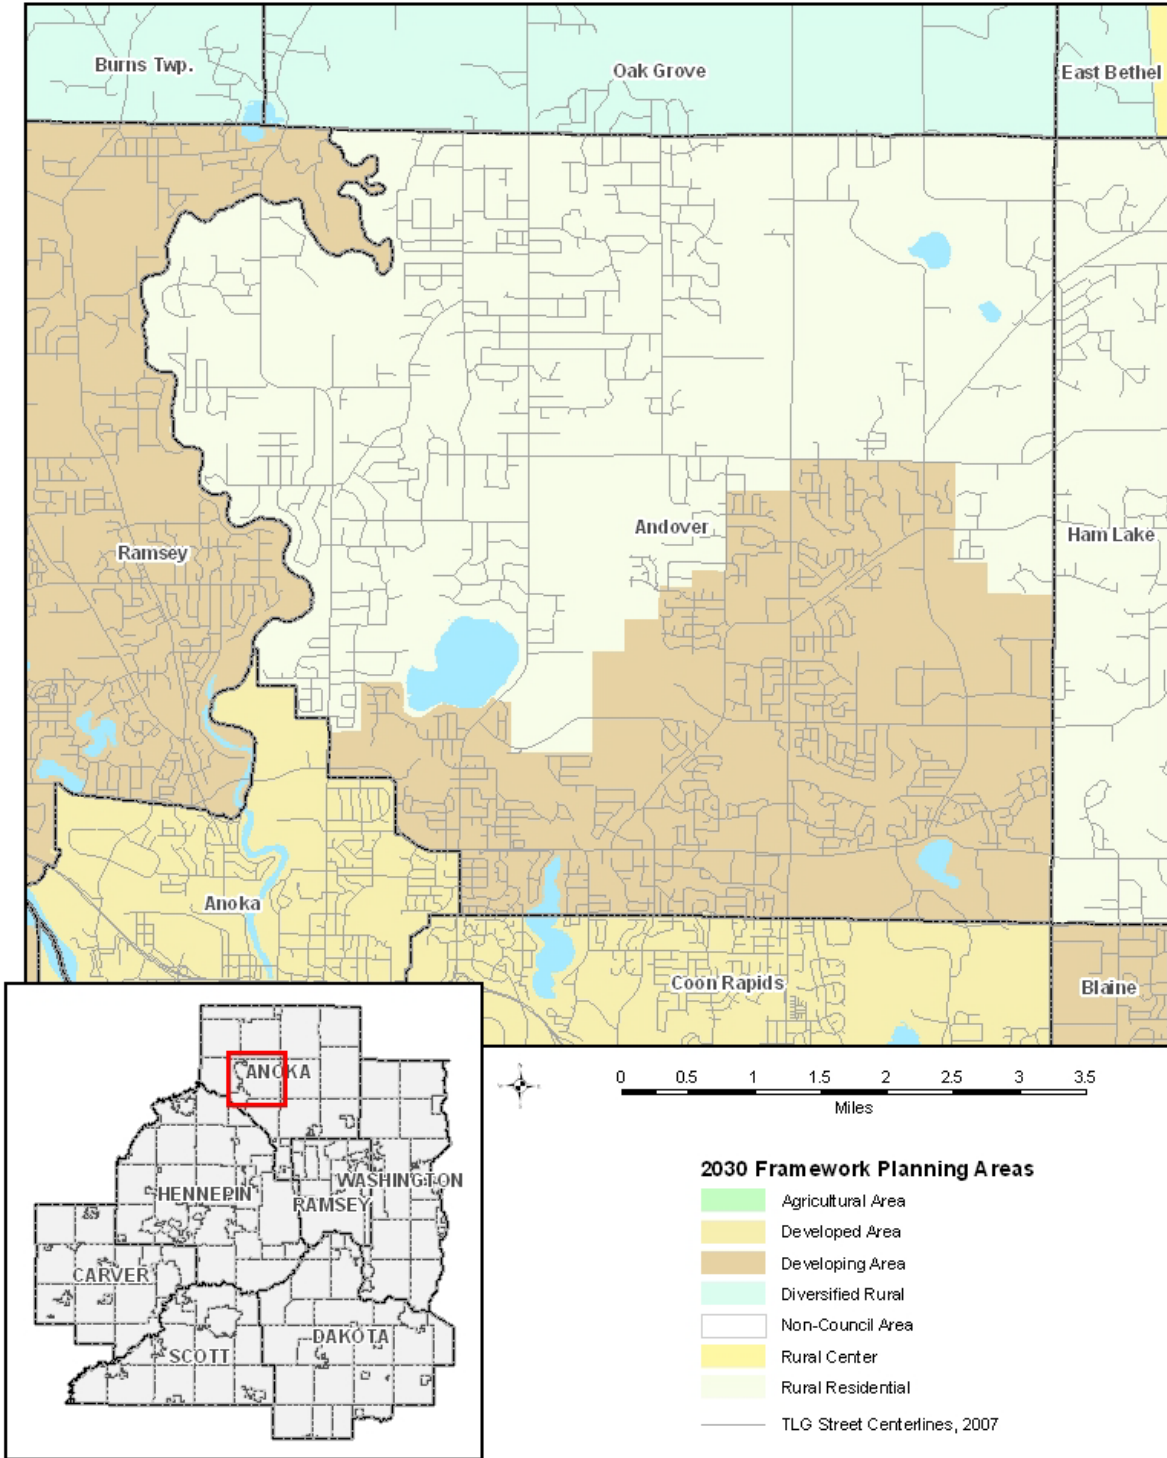 Burns Twp.
Oak Grove
East Bethel
Andover
Ramsey
Ham Lake
Anoka
Coon Rapids
Blaine
ANOKA
WASHINGTON
HENNEPIN
RAMSEY
CARVER
DAKOTA
SCOTT
0 0.5 1 1.5 2 2.5 3 3.5
Miles
2030 Framework Planning Areas
Agricultural Area
Developed Area
Developing Area
Diversified Rural
Non-Council Area
Rural Center
Rural Residential
TLG Street Centerlines, 2007